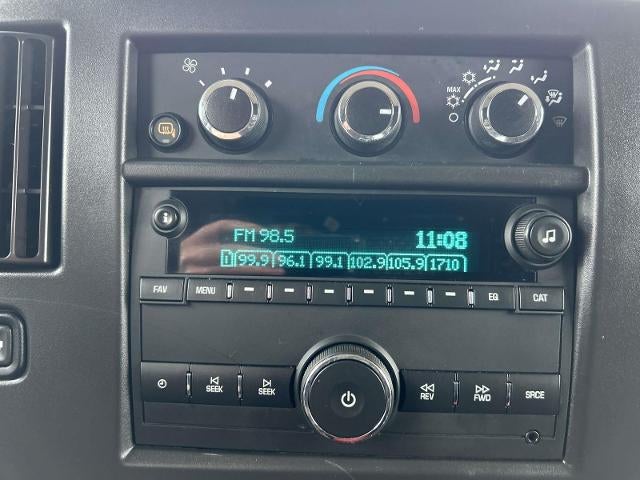 MAX
FM 98.5 11:08
1 99.9 96.1 99.1 102.9 105.9 1710
FAV MENU EQ CAT
SEEK SEEK REV FWD SRCE